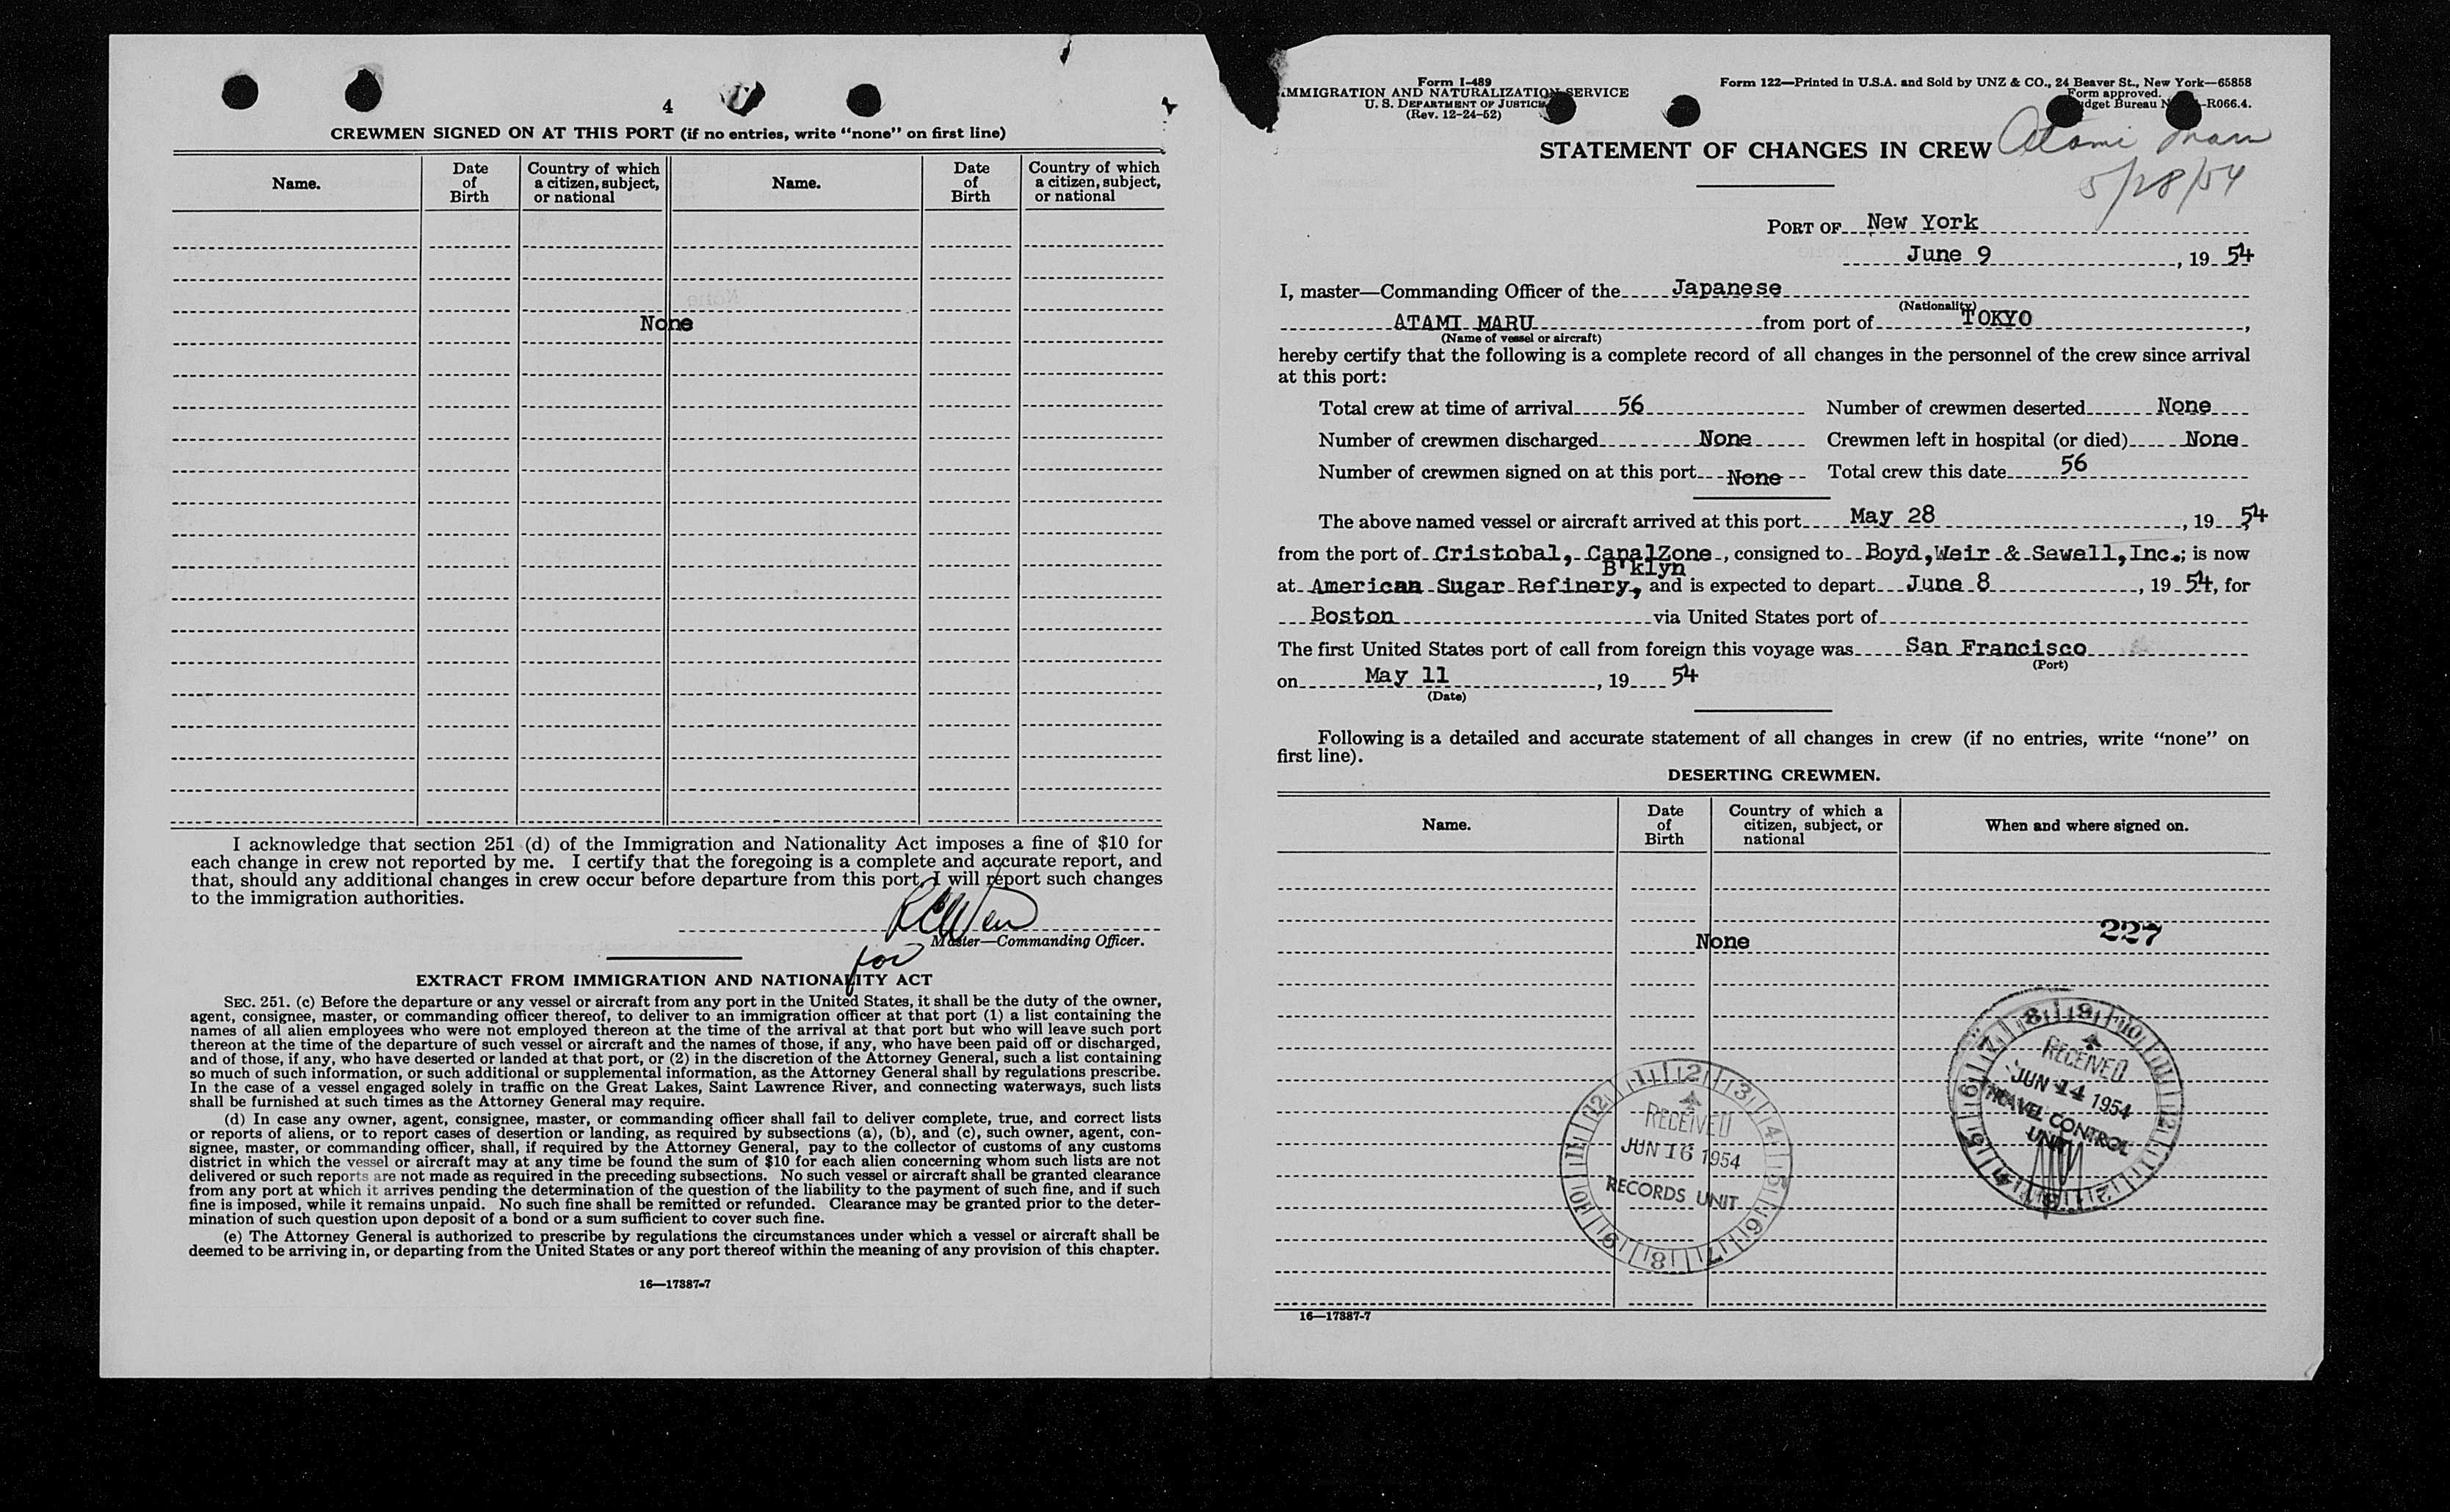 4
CREWMEN SIGNED ON AT THIS PORT (if no entries, write “none” on first line)
Name. Date of Birth Country of which a citizen, subject, or national Name. Date of Birth Country of which a citizen, subject, or national
None
I acknowledge that section 251 (d) of the Immigration and Nationality Act imposes a fine of $10 for
each change in crew not reported by me. I certify that the foregoing is a complete and accurate report, and
that, should any additional changes in crew occur before departure from this port, I will report such changes
to the immigration authorities.
Master—Commanding Officer.
for
EXTRACT FROM IMMIGRATION AND NATIONALITY ACT
SEC. 251. (c) Before the departure or any vessel or aircraft from any port in the United States, it shall be the duty of the owner,
agent, consignee, master, or commanding officer thereof, to deliver to an immigration officer at that port (1) a list containing the
names of all alien employees who were not employed thereon at the time of the arrival at that port but who will leave such port
thereon at the time of the departure of such vessel or aircraft and the names of those, if any, who have been paid off or discharged,
and of those, if any, who have deserted or landed at that port, or (2) in the discretion of the Attorney General, such a list containing
so much of such information, or such additional or supplemental information, as the Attorney General shall by regulations prescribe.
In the case of a vessel engaged solely in traffic on the Great Lakes, Saint Lawrence River, and connecting waterways, such lists
shall be furnished at such times as the Attorney General may require.
(d) In case any owner, agent, consignee, master, or commanding officer shall fail to deliver complete, true, and correct lists
or reports of aliens, or to report cases of desertion or landing, as required by subsections (a), (b), and (c), such owner, agent, con-
signee, master, or commanding officer, shall, if required by the Attorney General, pay to the collector of customs of any customs
district in which the vessel or aircraft may at any time be found the sum of $10 for each alien concerning whom such lists are not
delivered or such reports are not made as required in the preceding subsections. No such vessel or aircraft shall be granted clearance
from any port at which it arrives pending the determination of the question of the liability to the payment of such fine, and if such
fine is imposed, while it remains unpaid. No such fine shall be remitted or refunded. Clearance may be granted prior to the deter-
mination of such question upon deposit of a bond or a sum sufficient to cover such fine.
(e) The Attorney General is authorized to prescribe by regulations the circumstances under which a vessel or aircraft shall be
deemed to be arriving in, or departing from the United States or any port thereof within the meaning of any provision of this chapter.
16—17387-7
Form I-489
IMMIGRATION AND NATURALIZATION SERVICE
U. S. DEPARTMENT OF JUSTICE
(Rev. 12-24-52)
Form 122—Printed in U.S.A. and Sold by UNZ & CO., 24 Beaver St., New York—65858
Form approved.
Budget Bureau -R066.4.
STATEMENT OF CHANGES IN CREW
Atami Maru
5/28/54
PORT OF New York
June 9, 1954
I, master—Commanding Officer of the Japanese
(Nationality)
ATAMI MARU from port of TOKYO,
(Name of vessel or aircraft)
hereby certify that the following is a complete record of all changes in the personnel of the crew since arrival
at this port:
Total crew at time of arrival 56 Number of crewmen deserted None
Number of crewmen discharged None Crewmen left in hospital (or died) None
Number of crewmen signed on at this port None Total crew this date 56
The above named vessel or aircraft arrived at this port May 28, 1954
from the port of Cristobal, CanalZone, consigned to Boyd,Weir & Sewell,Inc.; is now
B'klyn
at American Sugar Refinery, and is expected to depart June 8, 1954, for
Boston via United States port of
The first United States port of call from foreign this voyage was San Francisco
(Port)
on May 11, 1954
(Date)
Following is a detailed and accurate statement of all changes in crew (if no entries, write “none” on
first line).
DESERTING CREWMEN.
Name. Date of Birth Country of which a citizen, subject, or national When and where signed on.
227
None
RECEIVED
JUN 14 1954
TRAVEL CONTROL
UNIT
RECEIVED
JUN 16 1954
RECORDS UNIT
16—17387-7